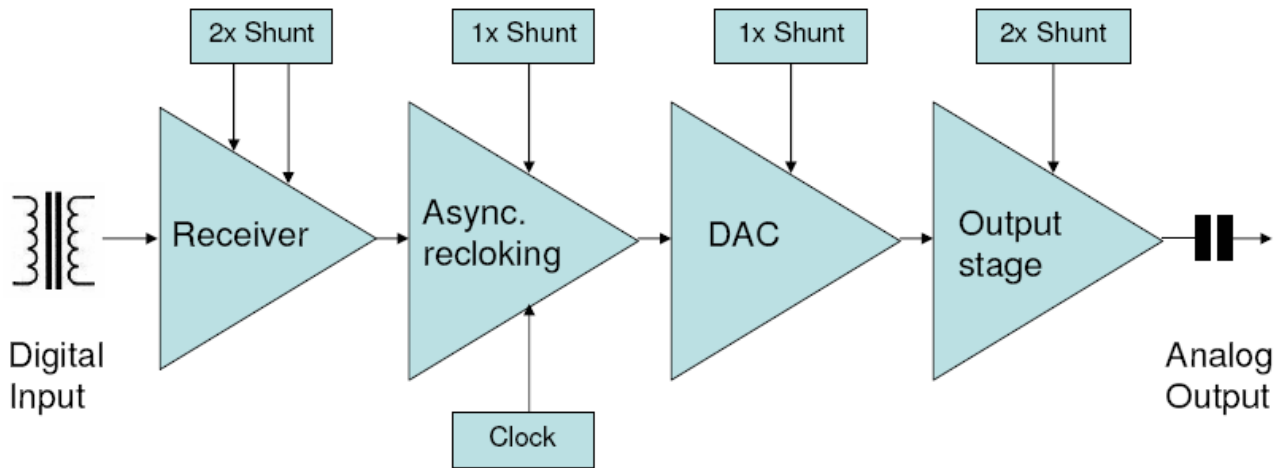 2x Shunt
1x Shunt
1x Shunt
2x Shunt
Receiver
Async.
recloking
DAC
Output
stage
Digital
Input
Analog
Output
Clock